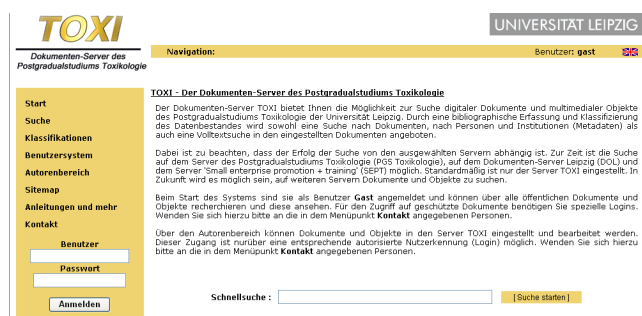 TOXI
UNIVERSITÄT LEIPZIG
Dokumenten-Server des
Postgradualstudiums Toxikologie
Navigation:
Benutzer: gast
Start
Suche
Klassifikationen
Benutzersystem
Autorenbereich
Sitemap
Anleitungen und mehr
Kontakt
Benutzer
Passwort
Anmelden
TOXI - Der Dokumenten-Server des Postgradualstudiums Toxikologie
Der Dokumenten-Server TOXI bietet Ihnen die Möglichkeit zur Suche digitaler Dokumente und multimedialer Objekte
des Postgradualstudiums Toxikologie der Universität Leipzig. Durch eine bibliographische Erfassung und Klassifizierung
des Datenbestandes wird sowohl eine Suche nach Dokumenten, nach Personen und Institutionen (Metadaten) als
auch eine Volltextsuche in den eingestellten Dokumenten angeboten.
Dabei ist zu beachten, dass der Erfolg der Suche von den ausgewählten Servern abhängig ist. Zur Zeit ist die Suche
auf dem Server des Postgradualstudiums Toxikologie (PGS Toxikologie), auf dem Dokumenten-Server Leipzig (DOL) und
dem Server 'Small enterprise promotion + training' (SEPT) möglich. Standardmäßig ist nur der Server TOXI eingestellt. In
Zukunft wird es möglich sein, auf weiteren Servern Dokumente und Objekte zu suchen.
Beim Start des Systems sind sie als Benutzer Gast angemeldet und können über alle öffentlichen Dokumente und
Objekte recherchieren und diese ansehen. Für den Zugriff auf geschützte Dokumente benötigen Sie spezielle Logins.
Wenden Sie sich hierzu bitte an die in dem Menüpunkt Kontakt angegebenen Personen.
Über den Autorenbereich können Dokumente und Objekte in den Server TOXI eingestellt und bearbeitet werden.
Dieser Zugang ist nurüber eine entsprechende autorisierte Nutzerkennung (Login) möglich. Wenden Sie sich hierzu
bitte an die in dem Menüpunkt Kontakt angegebenen Personen.
Schnellsuche :
[Suche starten]